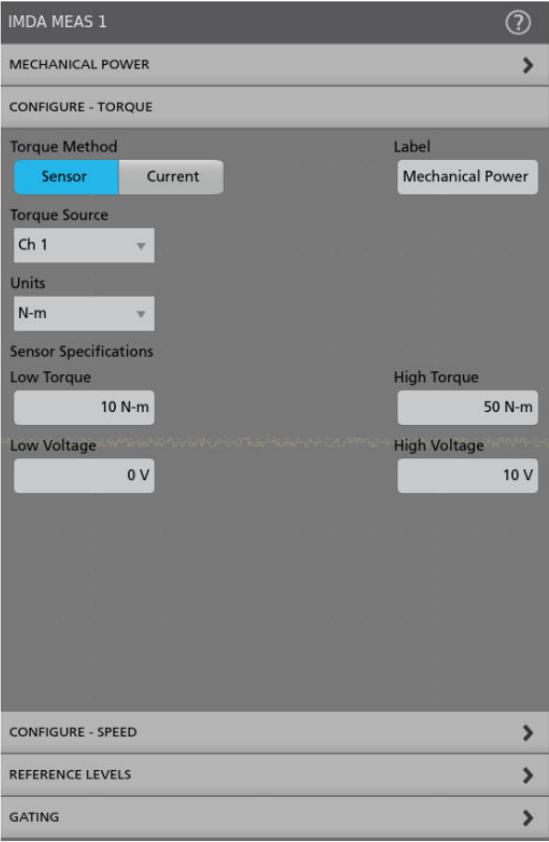 IMDA MEAS 1
?
MECHANICAL POWER
CONFIGURE - TORQUE
Torque Method
Label
Sensor
Current
Mechanical Power
Torque Source
Ch 1
Units
N-m
Sensor Specifications
Low Torque
High Torque
10 N-m
50 N-m
Low Voltage
High Voltage
0 V
10 V
CONFIGURE - SPEED
REFERENCE LEVELS
GATING